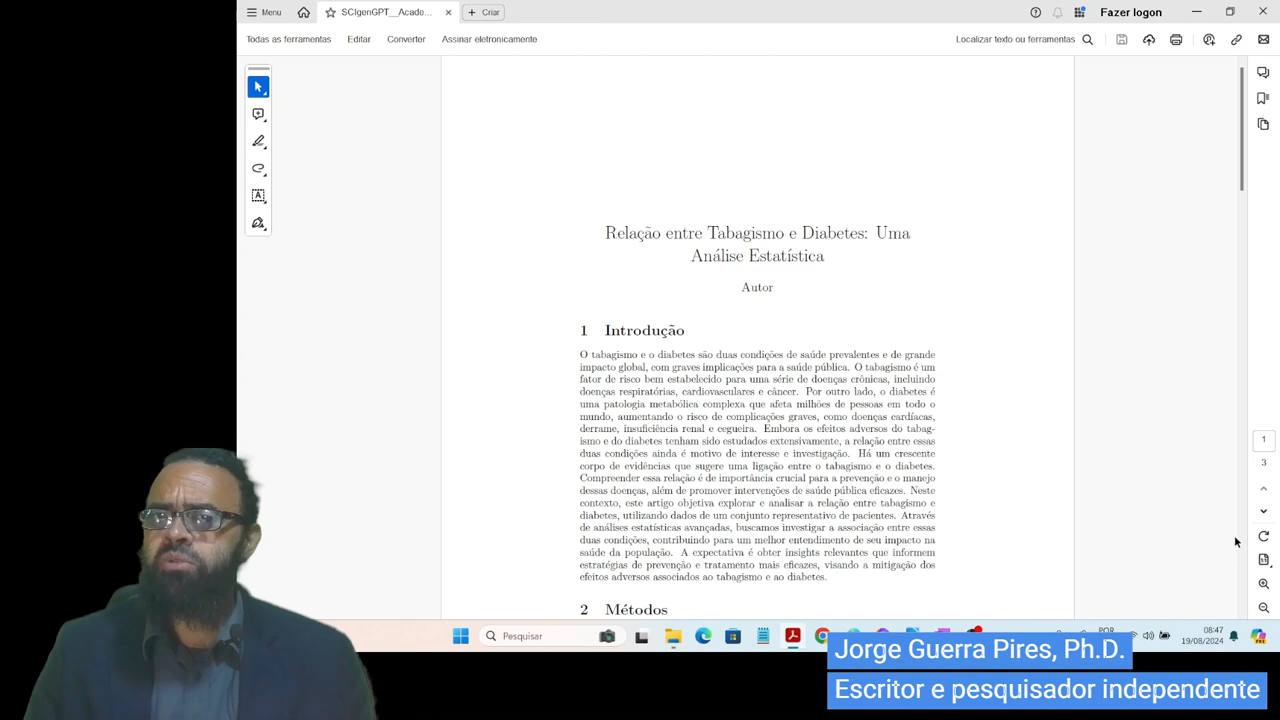 Menu
SCIgenGPT__Acade...
Criar
Fazer logon
Todas as ferramentas
Editar
Converter
Assinar eletronicamente
Localizar texto ou ferramentas
Relação entre Tabagismo e Diabetes: Uma
Análise Estatística
Autor
1 Introdução
O tabagismo e o diabetes são duas condições de saúde prevalentes e de grande
impacto global, com graves implicações para a saúde pública. O tabagismo é um
fator de risco bem estabelecido para uma série de doenças crônicas, incluindo
doenças respiratórias, cardiovasculares e câncer. Por outro lado, o diabetes é
uma patologia metabólica complexa que afeta milhões de pessoas em todo o
mundo, aumentando o risco de complicações graves, como doenças cardíacas,
derrame, insuficiência renal e cegueira. Embora os efeitos adversos do tabag-
ismo e do diabetes tenham sido estudados extensivamente, a relação entre essas
duas condições ainda é motivo de interesse e investigação. Há um crescente
corpo de evidências que sugere uma ligação entre o tabagismo e o diabetes.
Compreender essa relação é de importância crucial para a prevenção e o manejo
dessas doenças, além de promover intervenções de saúde pública eficazes. Neste
contexto, este artigo objetiva explorar e analisar a relação entre tabagismo e
diabetes, utilizando dados de um conjunto representativo de pacientes. Através
de análises estatísticas avançadas, buscamos investigar a associação entre essas
duas condições, contribuindo para um melhor entendimento de seu impacto na
saúde da população. A expectativa é obter insights relevantes que informem
estratégias de prevenção e tratamento mais eficazes, visando a mitigação dos
efeitos adversos associados ao tabagismo e ao diabetes.
2 Métodos
1
3
Pesquisar
POR
08:47
19/08/2024
Jorge Guerra Pires, Ph.D.
Escritor e pesquisador independente